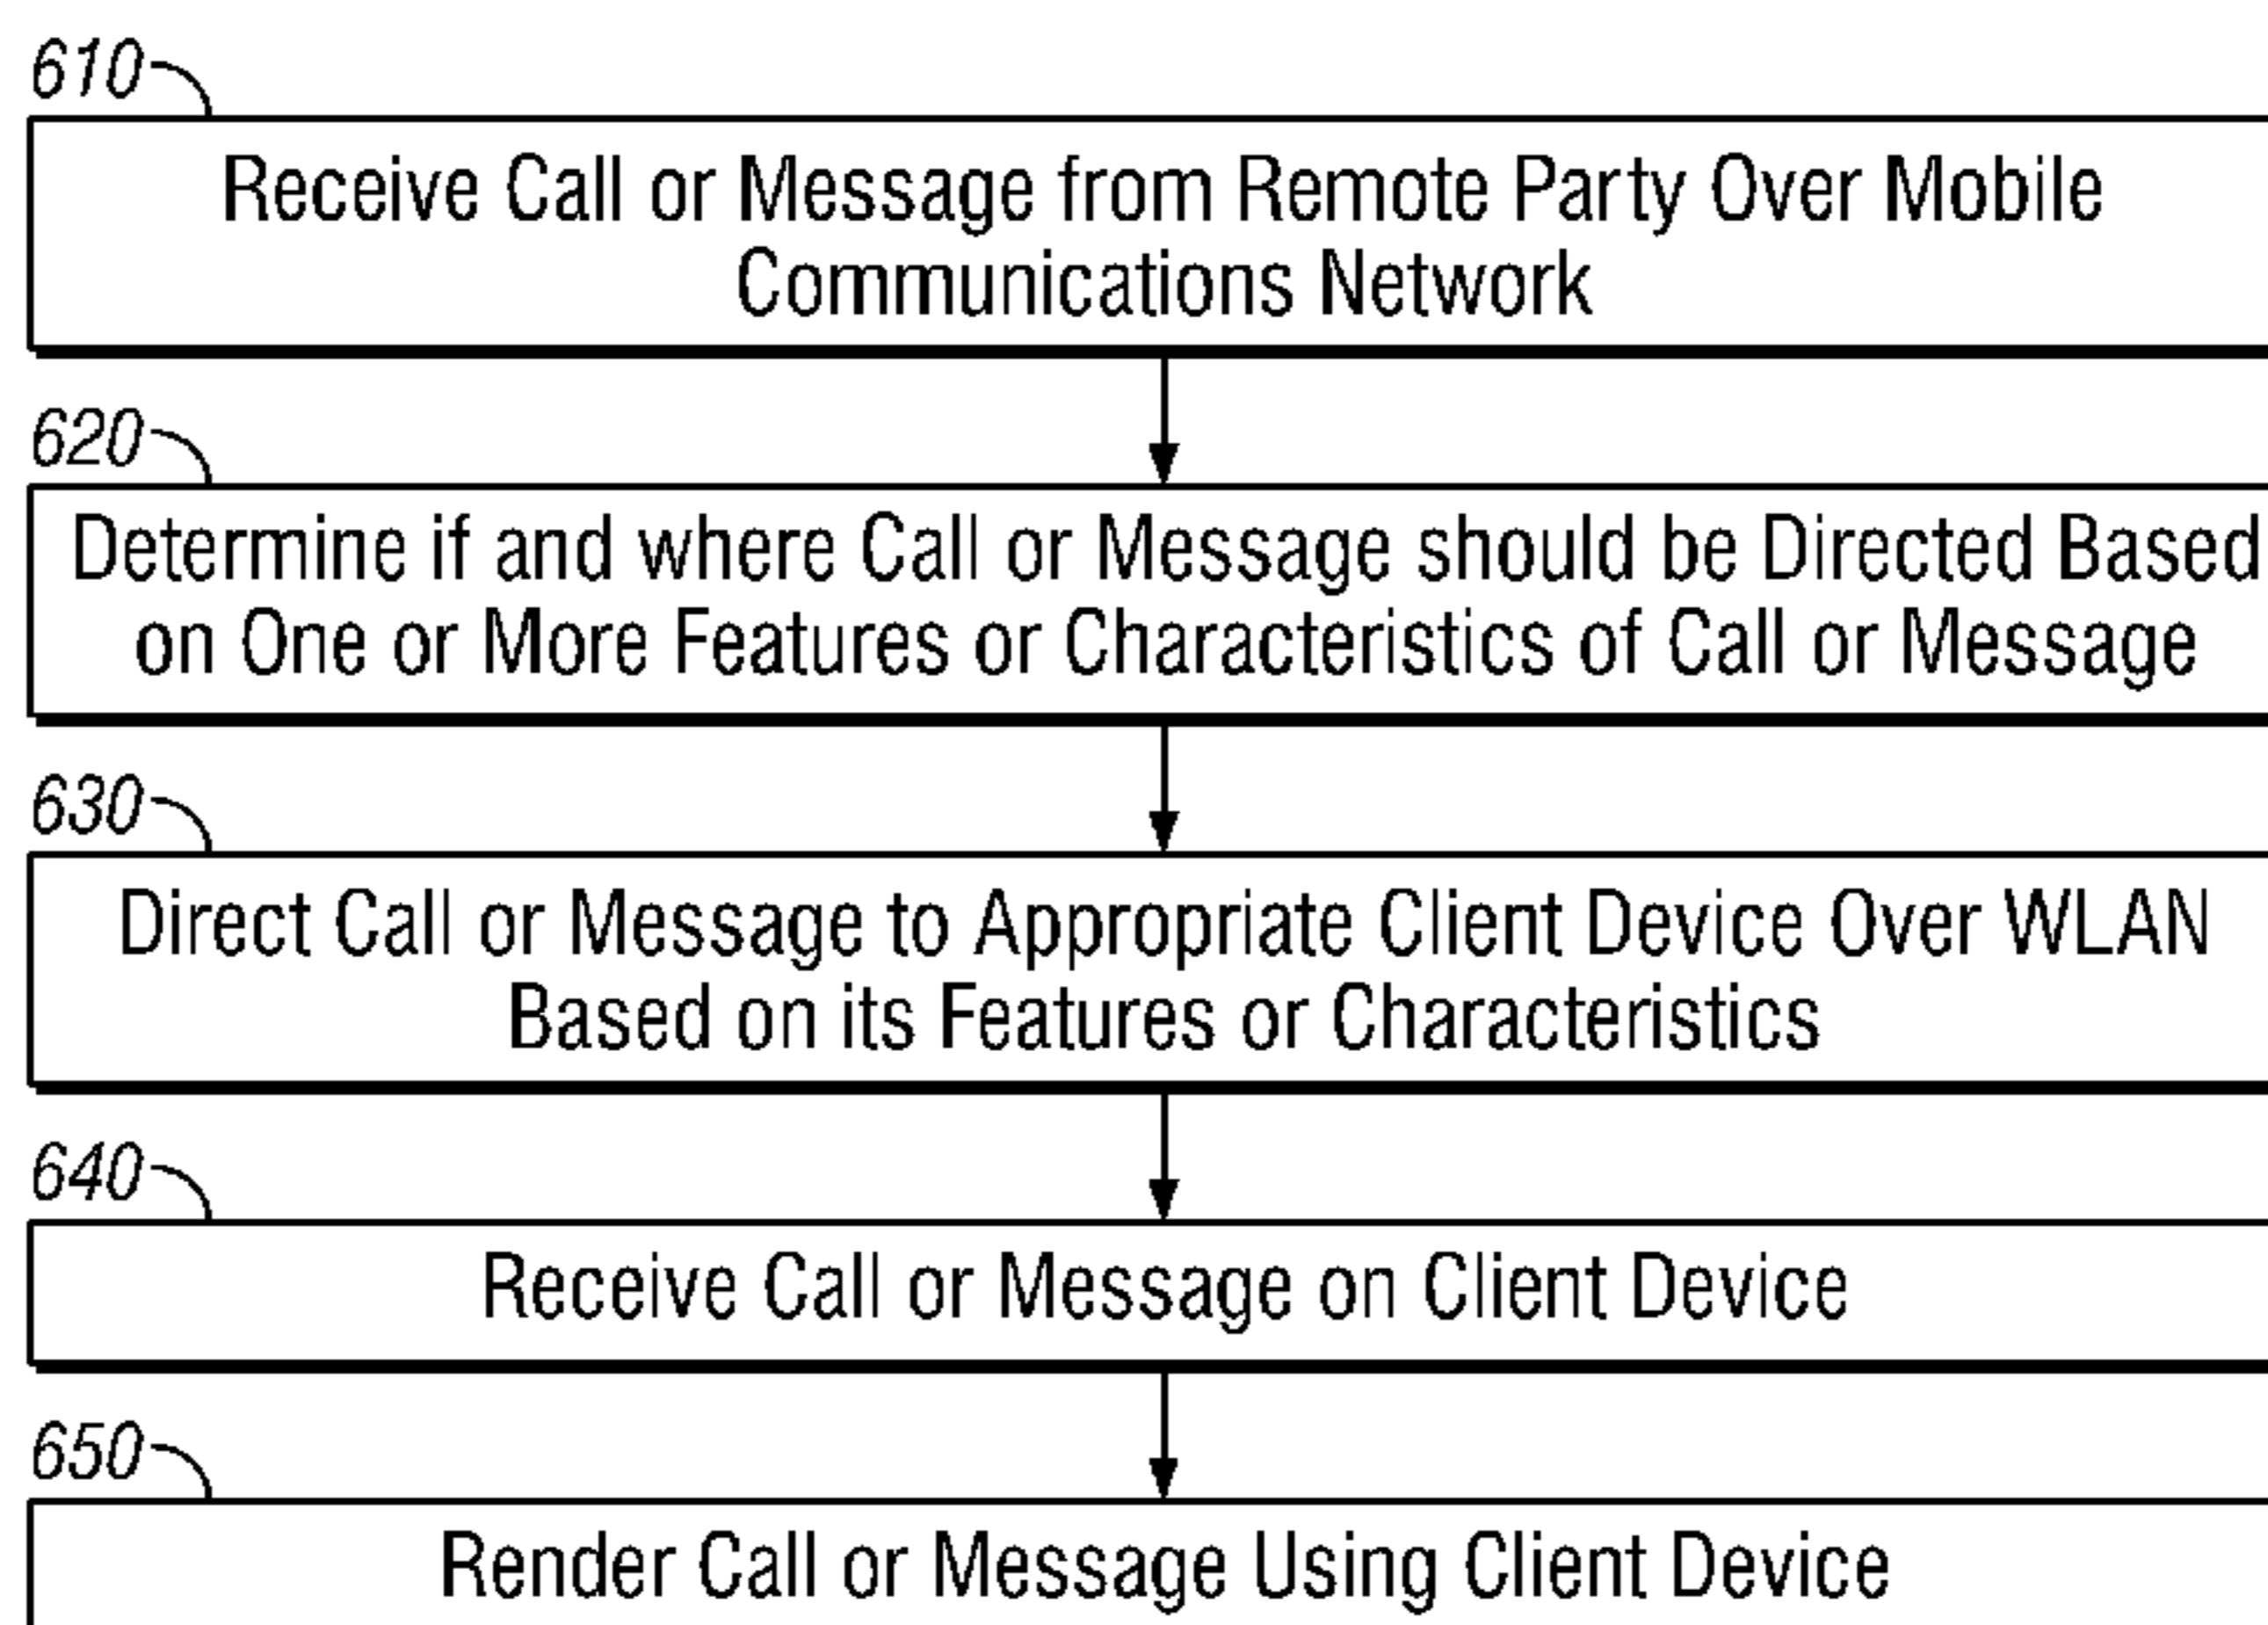 610
Receive Call or Message from Remote Party Over Mobile
Communications Network
620
Determine if and where Call or Message should be Directed Based
on One or More Features or Characteristics of Call or Message
630
Direct Call or Message to Appropriate Client Device Over WLAN
Based on its Features or Characteristics
640
Receive Call or Message on Client Device
650
Render Call or Message Using Client Device